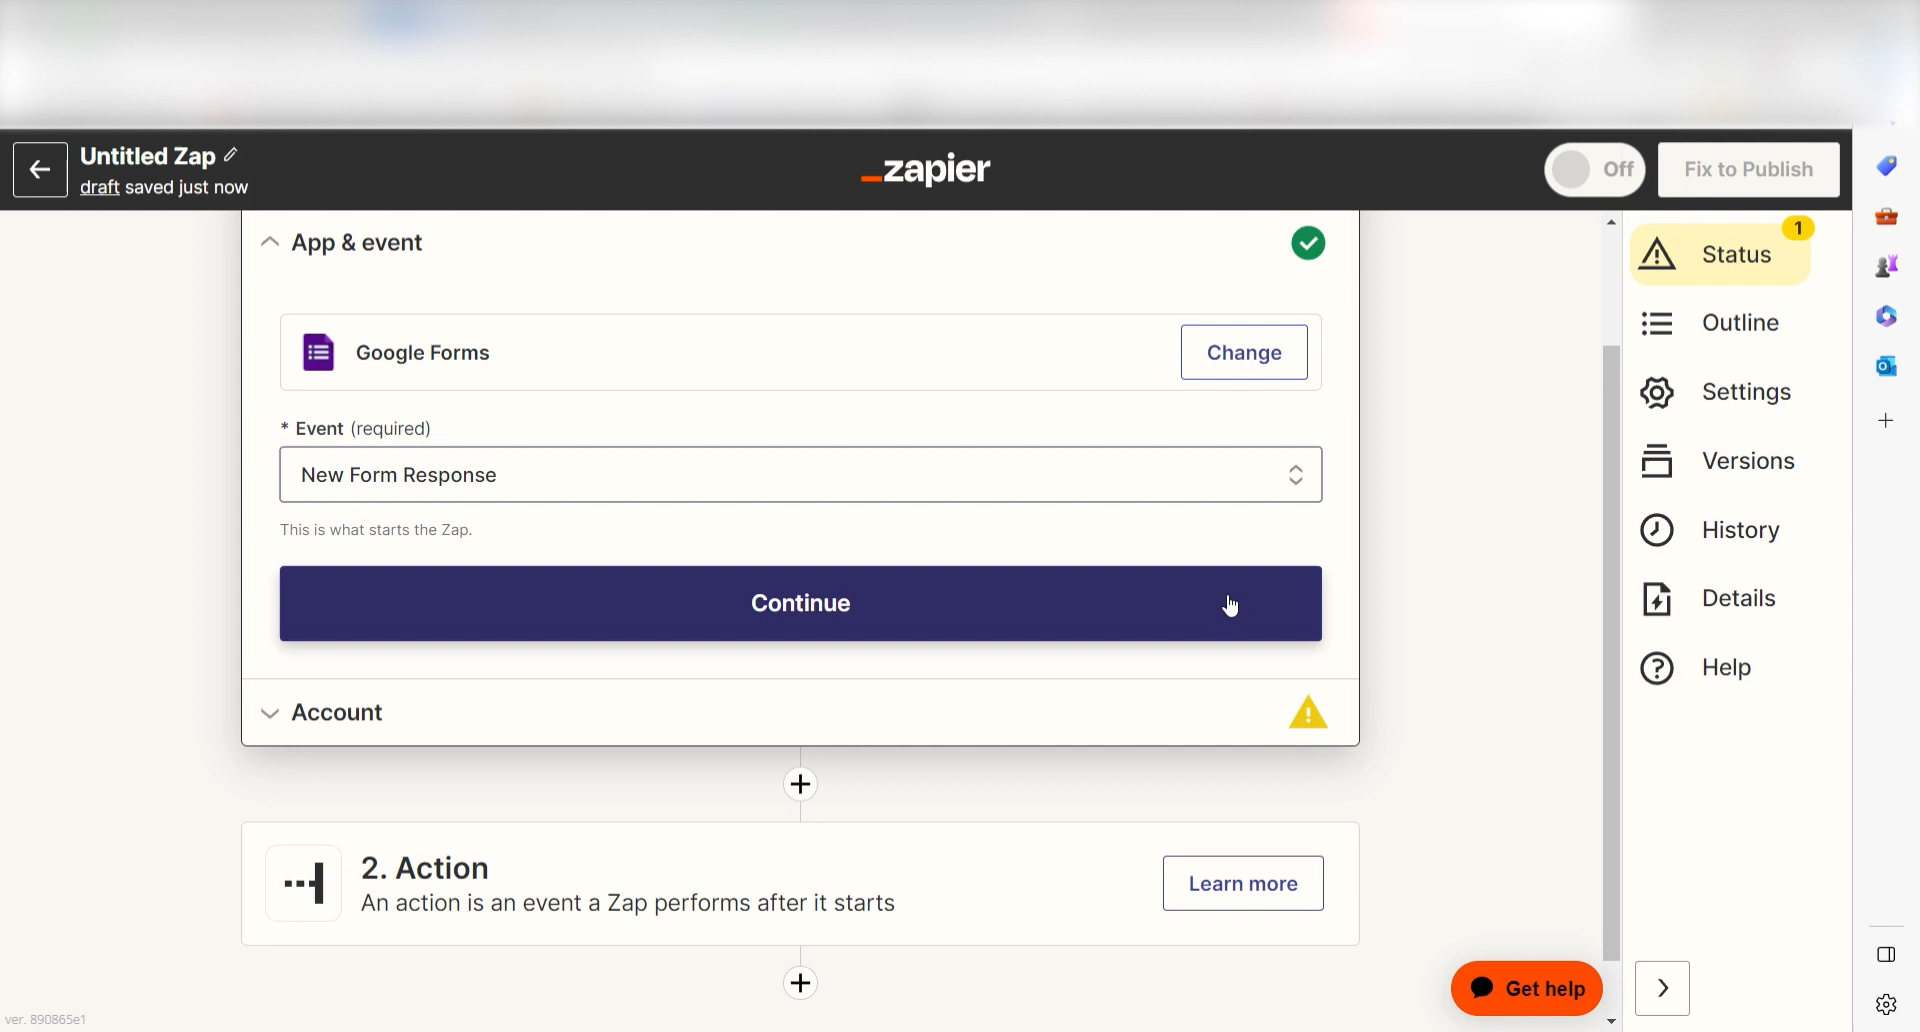 Untitled Zap
draft saved just now
zapier
Off
Fix to Publish
App & event
1
Status
Outline
Google Forms
Change
Settings
* Event (required)
New Form Response
Versions
This is what starts the Zap.
History
Continue
Details
Help
Account
2. Action
An action is an event a Zap performs after it starts
Learn more
Get help
ver. 890865e1